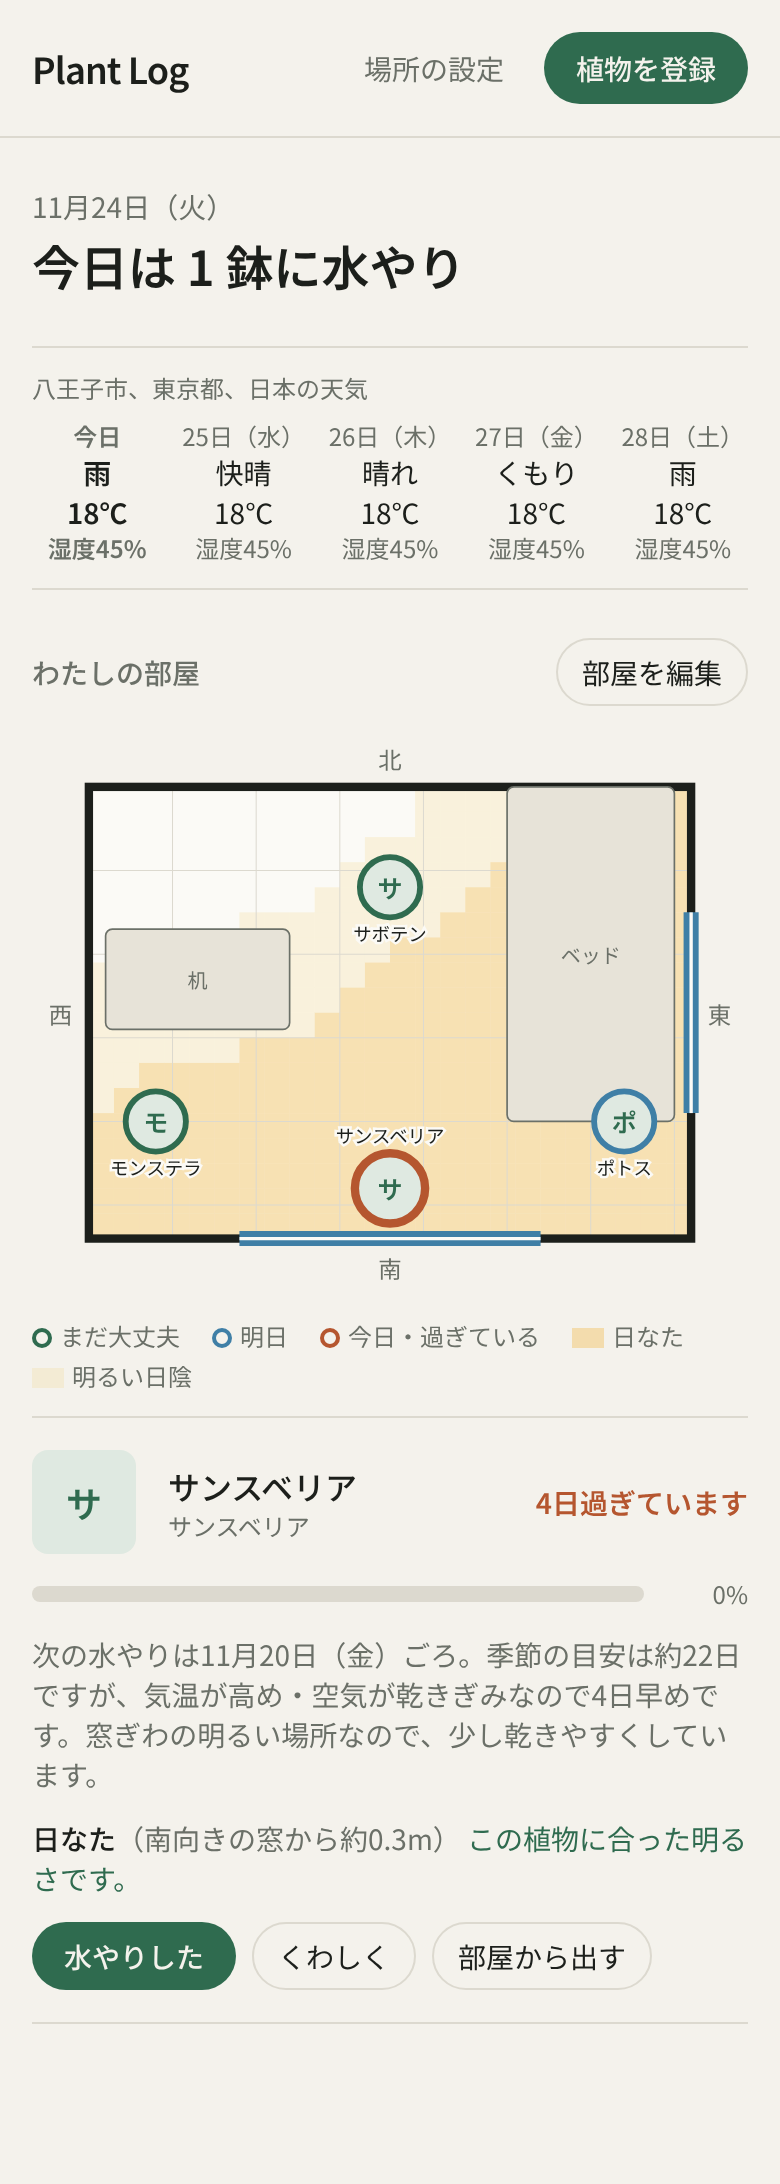 Plant Log
場所の設定
植物を登録
11月24日（火）
今日は 1 鉢に水やり
八王子市、東京都、日本の天気
今日 25日（水） 26日（木） 27日（金） 28日（土）
雨 快晴 晴れ くもり 雨
18℃ 18℃ 18℃ 18℃ 18℃
湿度45% 湿度45% 湿度45% 湿度45% 湿度45%
わたしの部屋
部屋を編集
北
サ
サボテン
ベッド
机
西
東
モ
モンステラ
ポ
ポトス
サンスベリア
サ
南
まだ大丈夫 明日 今日・過ぎている 日なた
明るい日陰
サ
サンスベリア
サンスベリア
4日過ぎています
0%
次の水やりは11月20日（金）ごろ。季節の目安は約22日
ですが、気温が高め・空気が乾きぎみなので4日早めで
す。窓ぎわの明るい場所なので、少し乾きやすくしてい
ます。
日なた（南向きの窓から約0.3m） この植物に合った明る
さです。
水やりした くわしく 部屋から出す